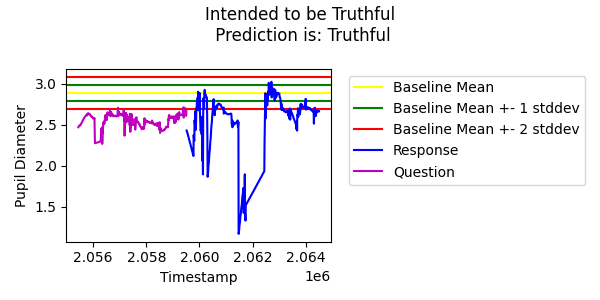 Intended to be Truthful
Prediction is: Truthful
Pupil Diameter
3.0
2.5
2.0
1.5
2.056 2.058 2.060 2.062 2.064
1e6
Timestamp
Baseline Mean
Baseline Mean +- 1 stddev
Baseline Mean +- 2 stddev
Response
Question